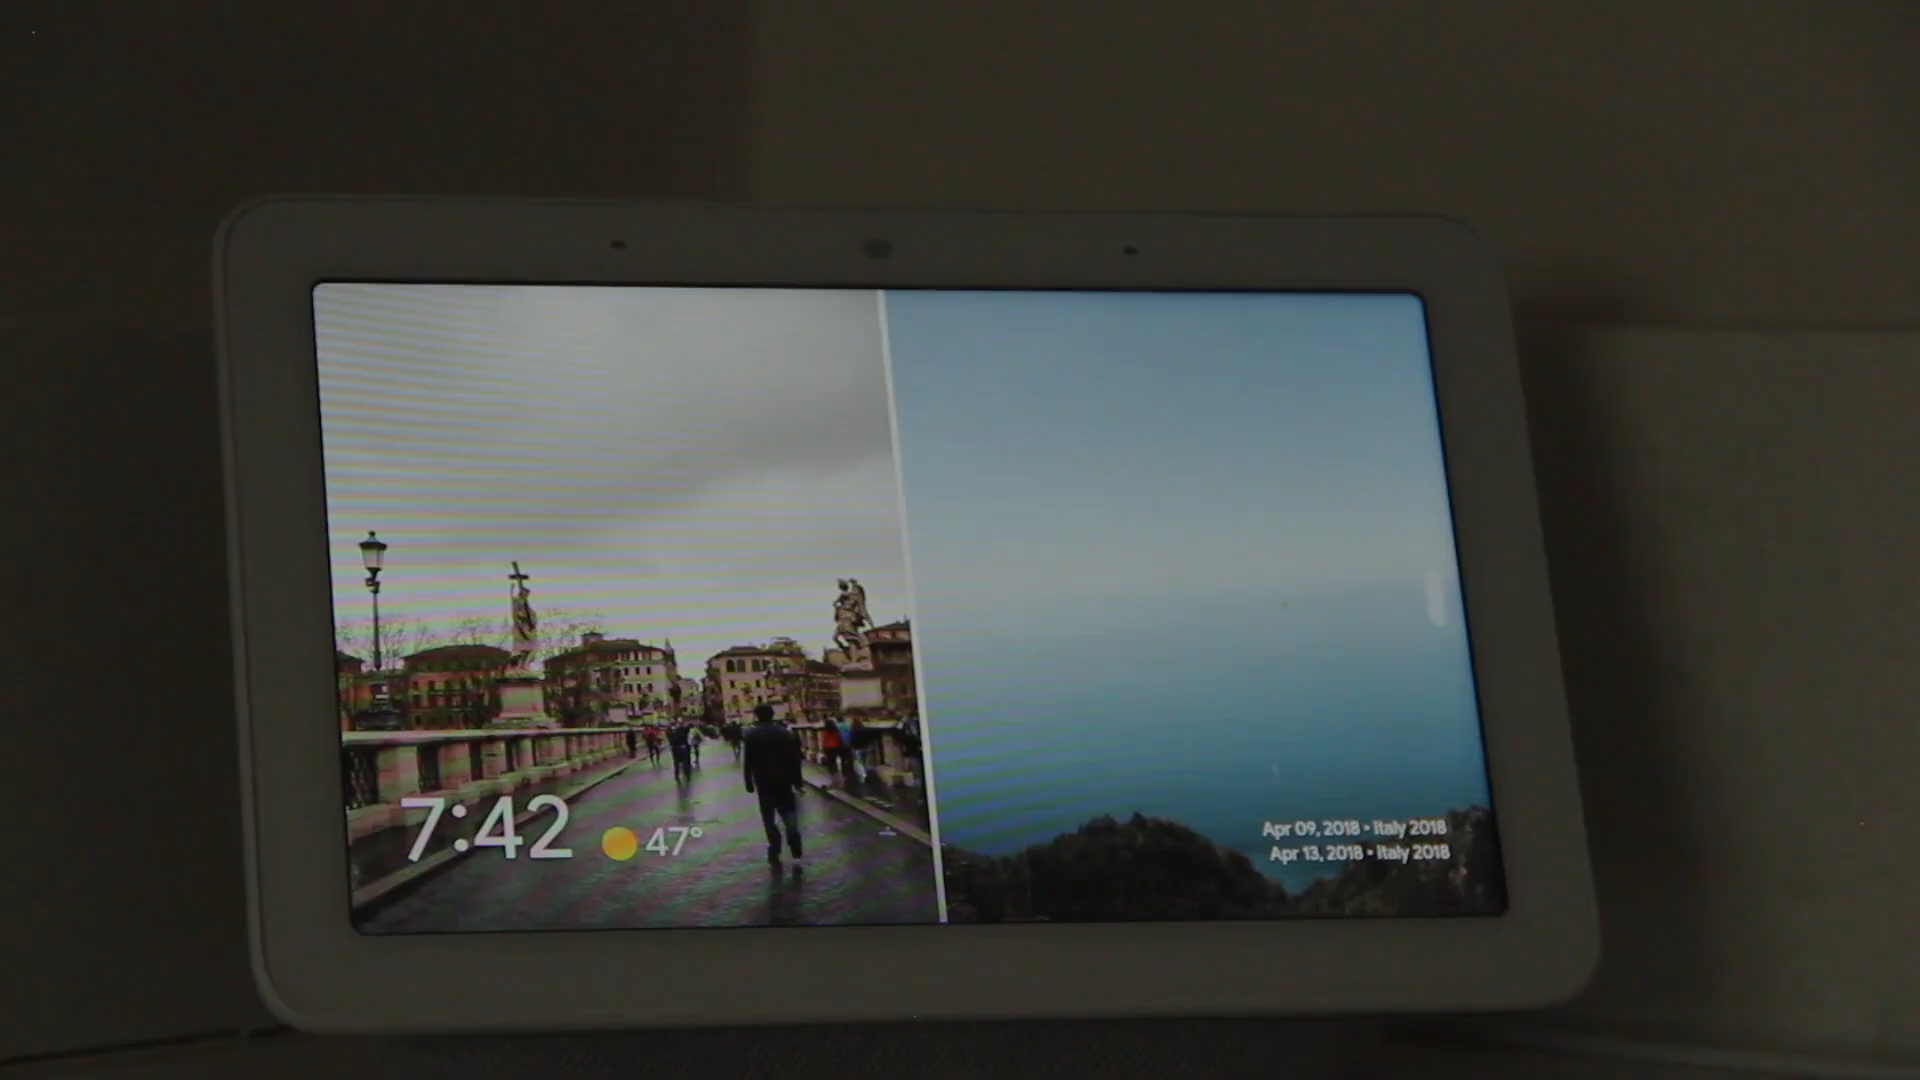 7:42 47°
Apr 09, 2018 • Italy 2018
Apr 13, 2018 • Italy 2018